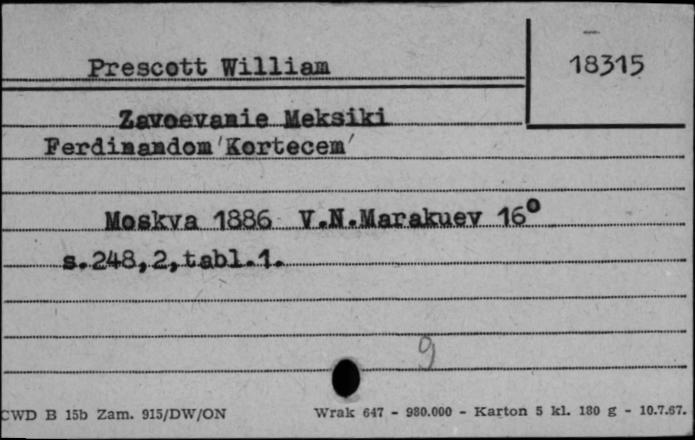 18315
Prescott William
Zavoevanie Meksiki
Ferdinandom 'Kortecem'
Moskva 1886 V.N.Marakuev 16°
s.248,2,tabl.1.
9
CWD B 15b Zam. 915/DW/ON Wrak 647 - 980.000 - Karton 5 kl. 180 g - 10.7.67.